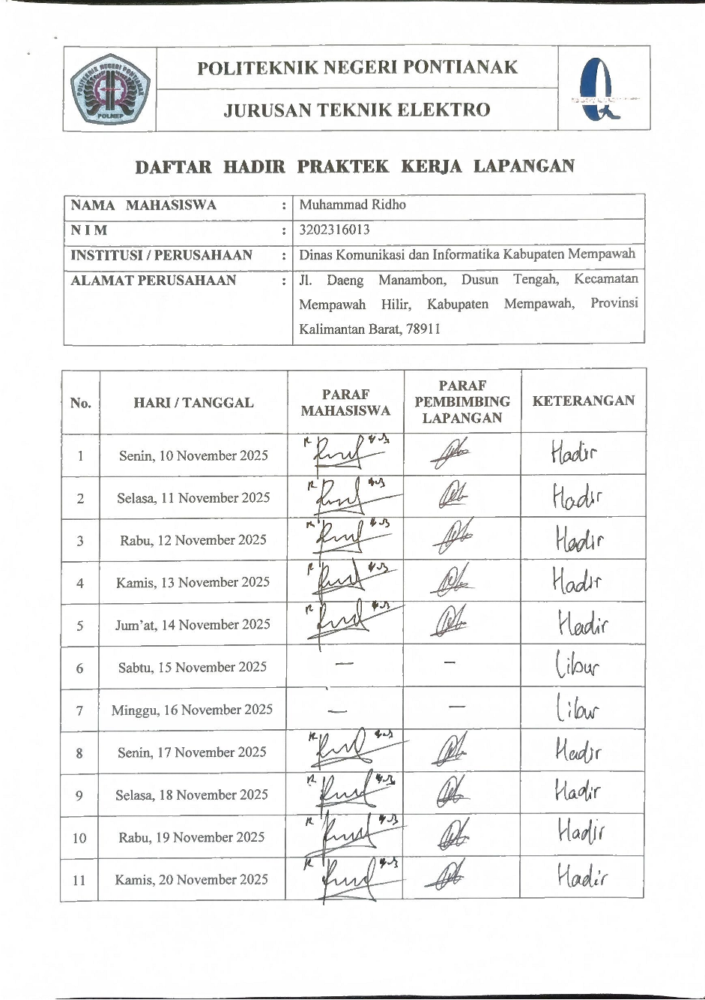 POLITEKNIK NEGERI PONTIANAK
POLNEP
POLITEKNIK NEGERI PONTIANAK
JURUSAN TEKNIK ELEKTRO
DAFTAR HADIR PRAKTEK KERJA LAPANGAN
NAMA MAHASISWA : Muhammad Ridho
N I M : 3202316013
INSTITUSI / PERUSAHAAN : Dinas Komunikasi dan Informatika Kabupaten Mempawah
ALAMAT PERUSAHAAN : Jl. Daeng Manambon, Dusun Tengah, Kecamatan
Mempawah Hilir, Kabupaten Mempawah, Provinsi
Kalimantan Barat, 78911
No. HARI / TANGGAL PARAF MAHASISWA PARAF PEMBIMBING LAPANGAN KETERANGAN
1 Senin, 10 November 2025 Hadir
2 Selasa, 11 November 2025 Hadir
3 Rabu, 12 November 2025 Hadir
4 Kamis, 13 November 2025 Hadir
5 Jum'at, 14 November 2025 Hadir
6 Sabtu, 15 November 2025 — — Libur
7 Minggu, 16 November 2025 — — Libur
8 Senin, 17 November 2025 Hadir
9 Selasa, 18 November 2025 Hadir
10 Rabu, 19 November 2025 Hadir
11 Kamis, 20 November 2025 Hadir